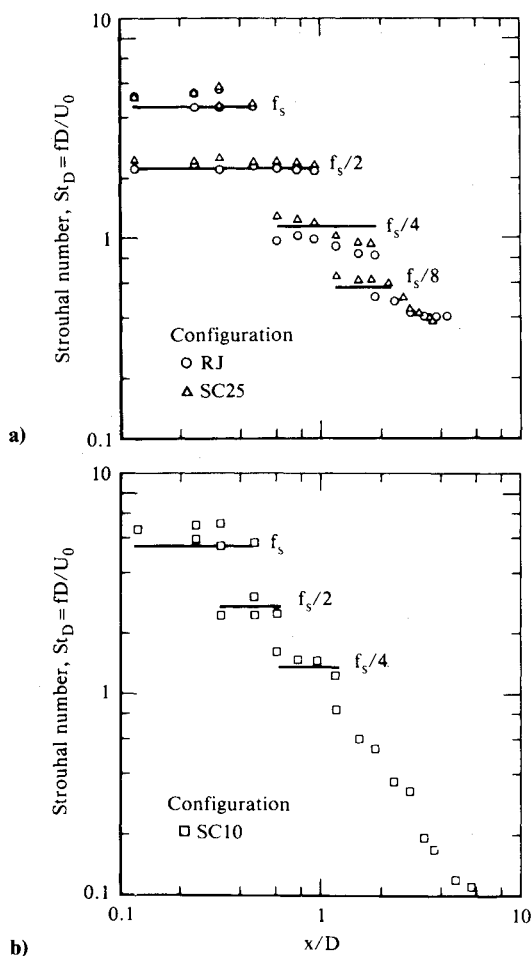 10
Strouhal number, St_D = fD/U_0
f_s
f_s/2
1
f_s/4
f_s/8
Configuration
○ RJ
△ SC25
0.1
a)
10
Strouhal number, St_D = fD/U_0
f_s
f_s/2
f_s/4
1
Configuration
□ SC10
0.1
0.1
1
10
x/D
b)